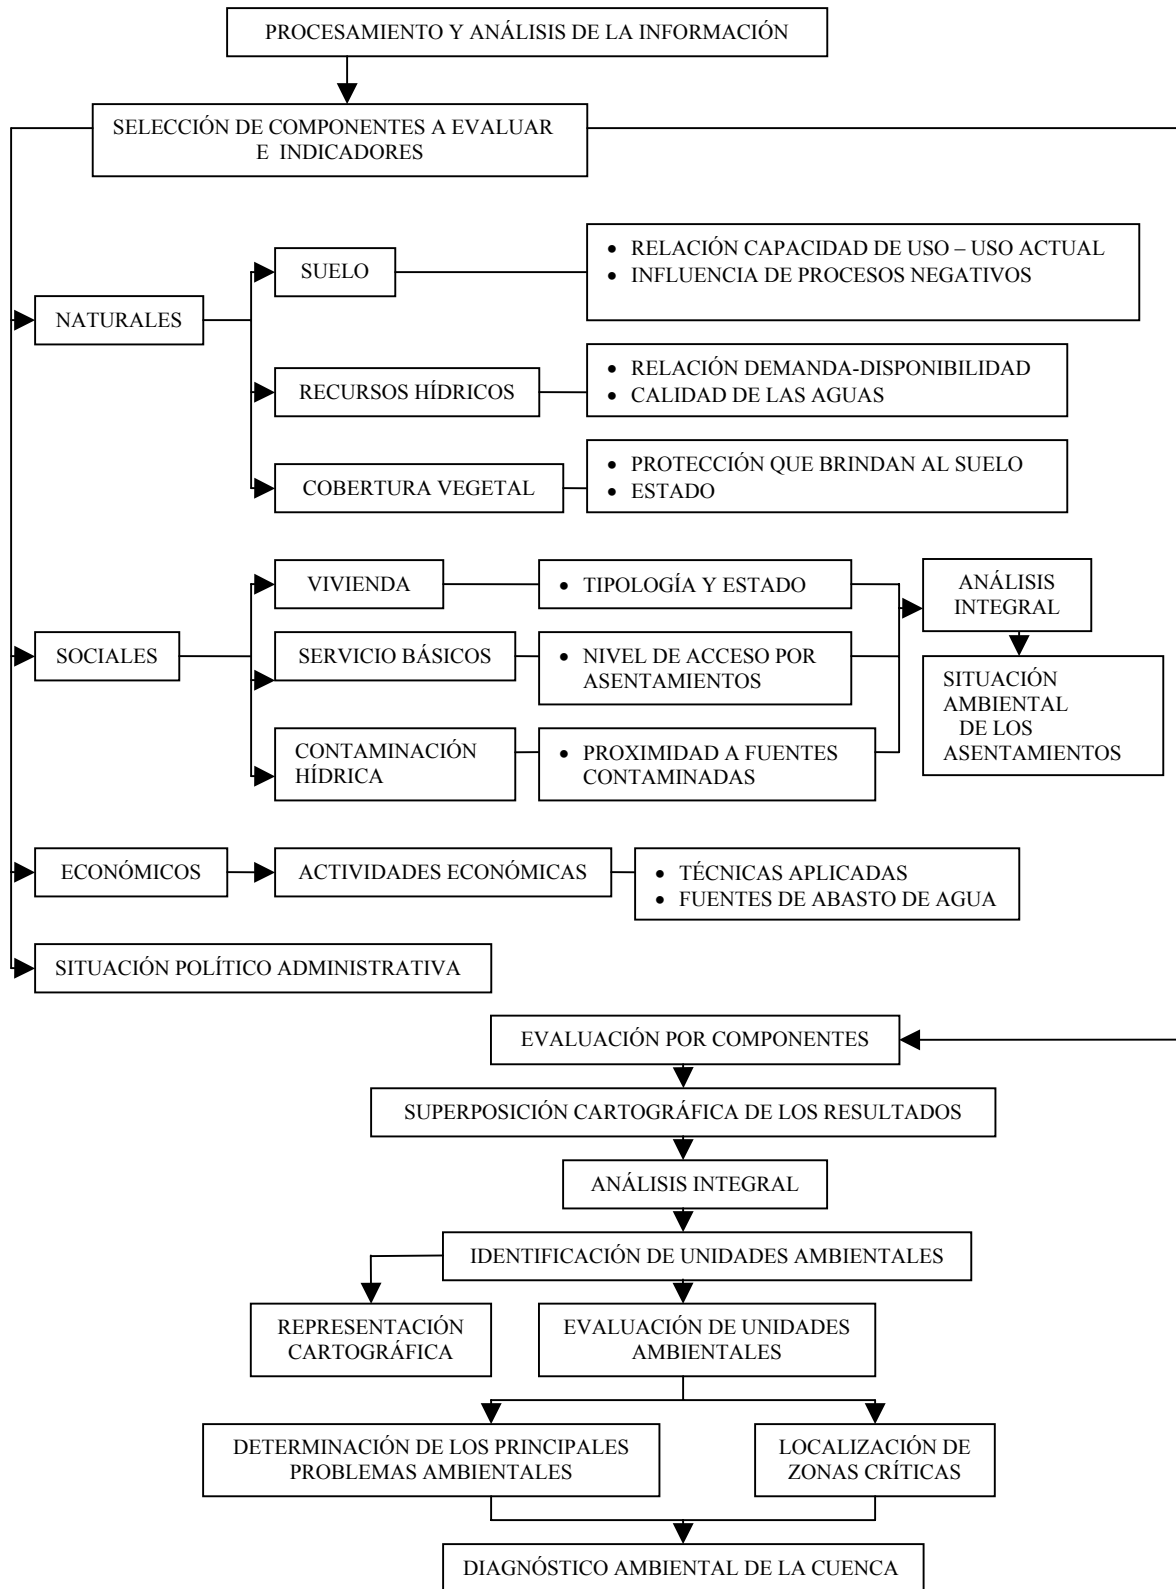 PROCESAMIENTO Y ANÁLISIS DE LA INFORMACIÓN
SELECCIÓN DE COMPONENTES A EVALUAR
E INDICADORES
NATURALES
SUELO
• RELACIÓN CAPACIDAD DE USO – USO ACTUAL
• INFLUENCIA DE PROCESOS NEGATIVOS
RECURSOS HÍDRICOS
• RELACIÓN DEMANDA-DISPONIBILIDAD
• CALIDAD DE LAS AGUAS
COBERTURA VEGETAL
• PROTECCIÓN QUE BRINDAN AL SUELO
• ESTADO
SOCIALES
VIVIENDA
• TIPOLOGÍA Y ESTADO
SERVICIO BÁSICOS
• NIVEL DE ACCESO POR
ASENTAMIENTOS
CONTAMINACIÓN
HÍDRICA
• PROXIMIDAD A FUENTES
CONTAMINADAS
ANÁLISIS
INTEGRAL
SITUACIÓN
AMBIENTAL
DE LOS
ASENTAMIENTOS
ECONÓMICOS
ACTIVIDADES ECONÓMICAS
• TÉCNICAS APLICADAS
• FUENTES DE ABASTO DE AGUA
SITUACIÓN POLÍTICO ADMINISTRATIVA
EVALUACIÓN POR COMPONENTES
SUPERPOSICIÓN CARTOGRÁFICA DE LOS RESULTADOS
ANÁLISIS INTEGRAL
IDENTIFICACIÓN DE UNIDADES AMBIENTALES
REPRESENTACIÓN
CARTOGRÁFICA
EVALUACIÓN DE UNIDADES
AMBIENTALES
DETERMINACIÓN DE LOS PRINCIPALES
PROBLEMAS AMBIENTALES
LOCALIZACIÓN DE
ZONAS CRÍTICAS
DIAGNÓSTICO AMBIENTAL DE LA CUENCA